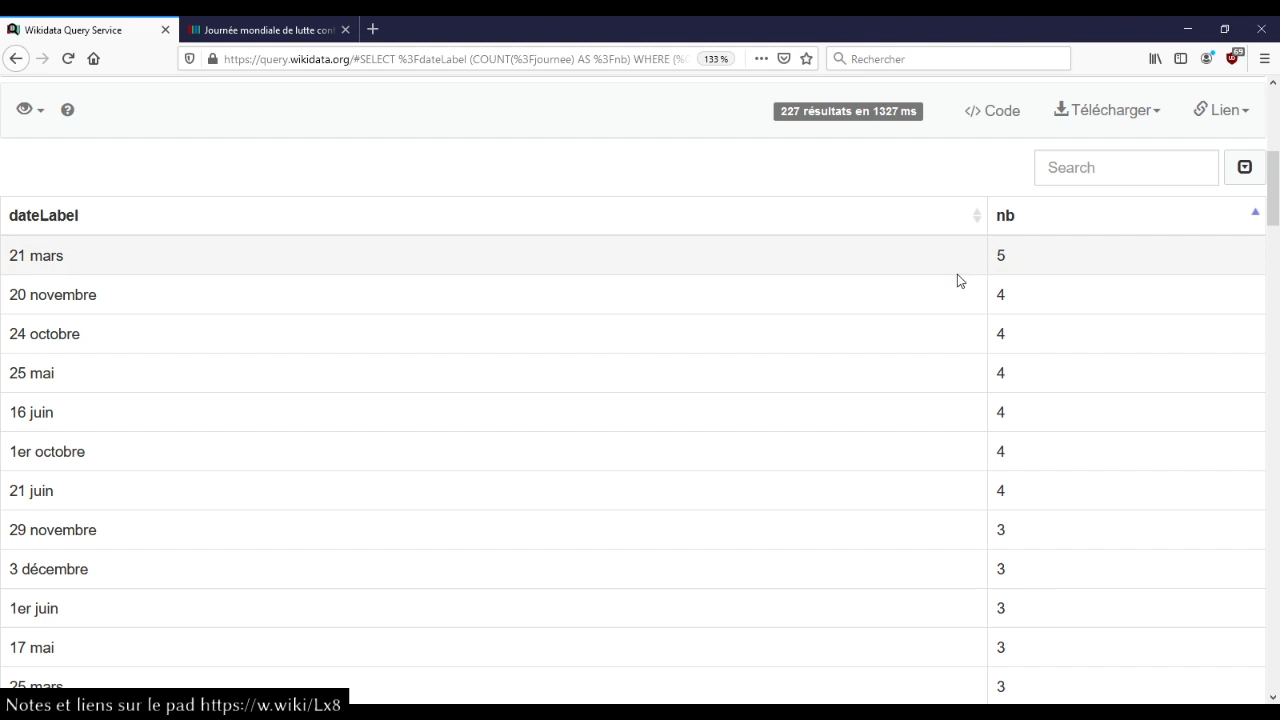 Wikidata Query Service
Journée mondiale de lutte cont
https://query.wikidata.org/#SELECT %3FdateLabel (COUNT(%3Fjournee) AS %3Fnb) WHERE (%
133 %
Rechercher
69
227 résultats en 1327 ms
</> Code
Télécharger
Lien
Search
dateLabel nb
21 mars 5
20 novembre 4
24 octobre 4
25 mai 4
16 juin 4
1er octobre 4
21 juin 4
29 novembre 3
3 décembre 3
1er juin 3
17 mai 3
25 mars 3
Notes et liens sur le pad https://w.wiki/Lx8